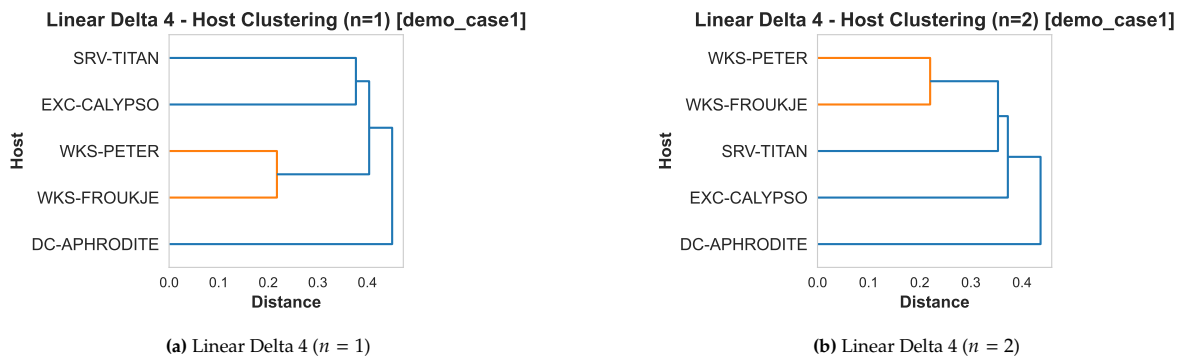 Linear Delta 4 - Host Clustering (n=1) [demo_case1]
SRV-TITAN
EXC-CALYPSO
WKS-PETER
WKS-FROUKJE
DC-APHRODITE
Host
0.0 0.1 0.2 0.3 0.4
Distance
(a) Linear Delta 4 (n = 1)
Linear Delta 4 - Host Clustering (n=2) [demo_case1]
WKS-PETER
WKS-FROUKJE
SRV-TITAN
EXC-CALYPSO
DC-APHRODITE
Host
0.0 0.1 0.2 0.3 0.4
Distance
(b) Linear Delta 4 (n = 2)